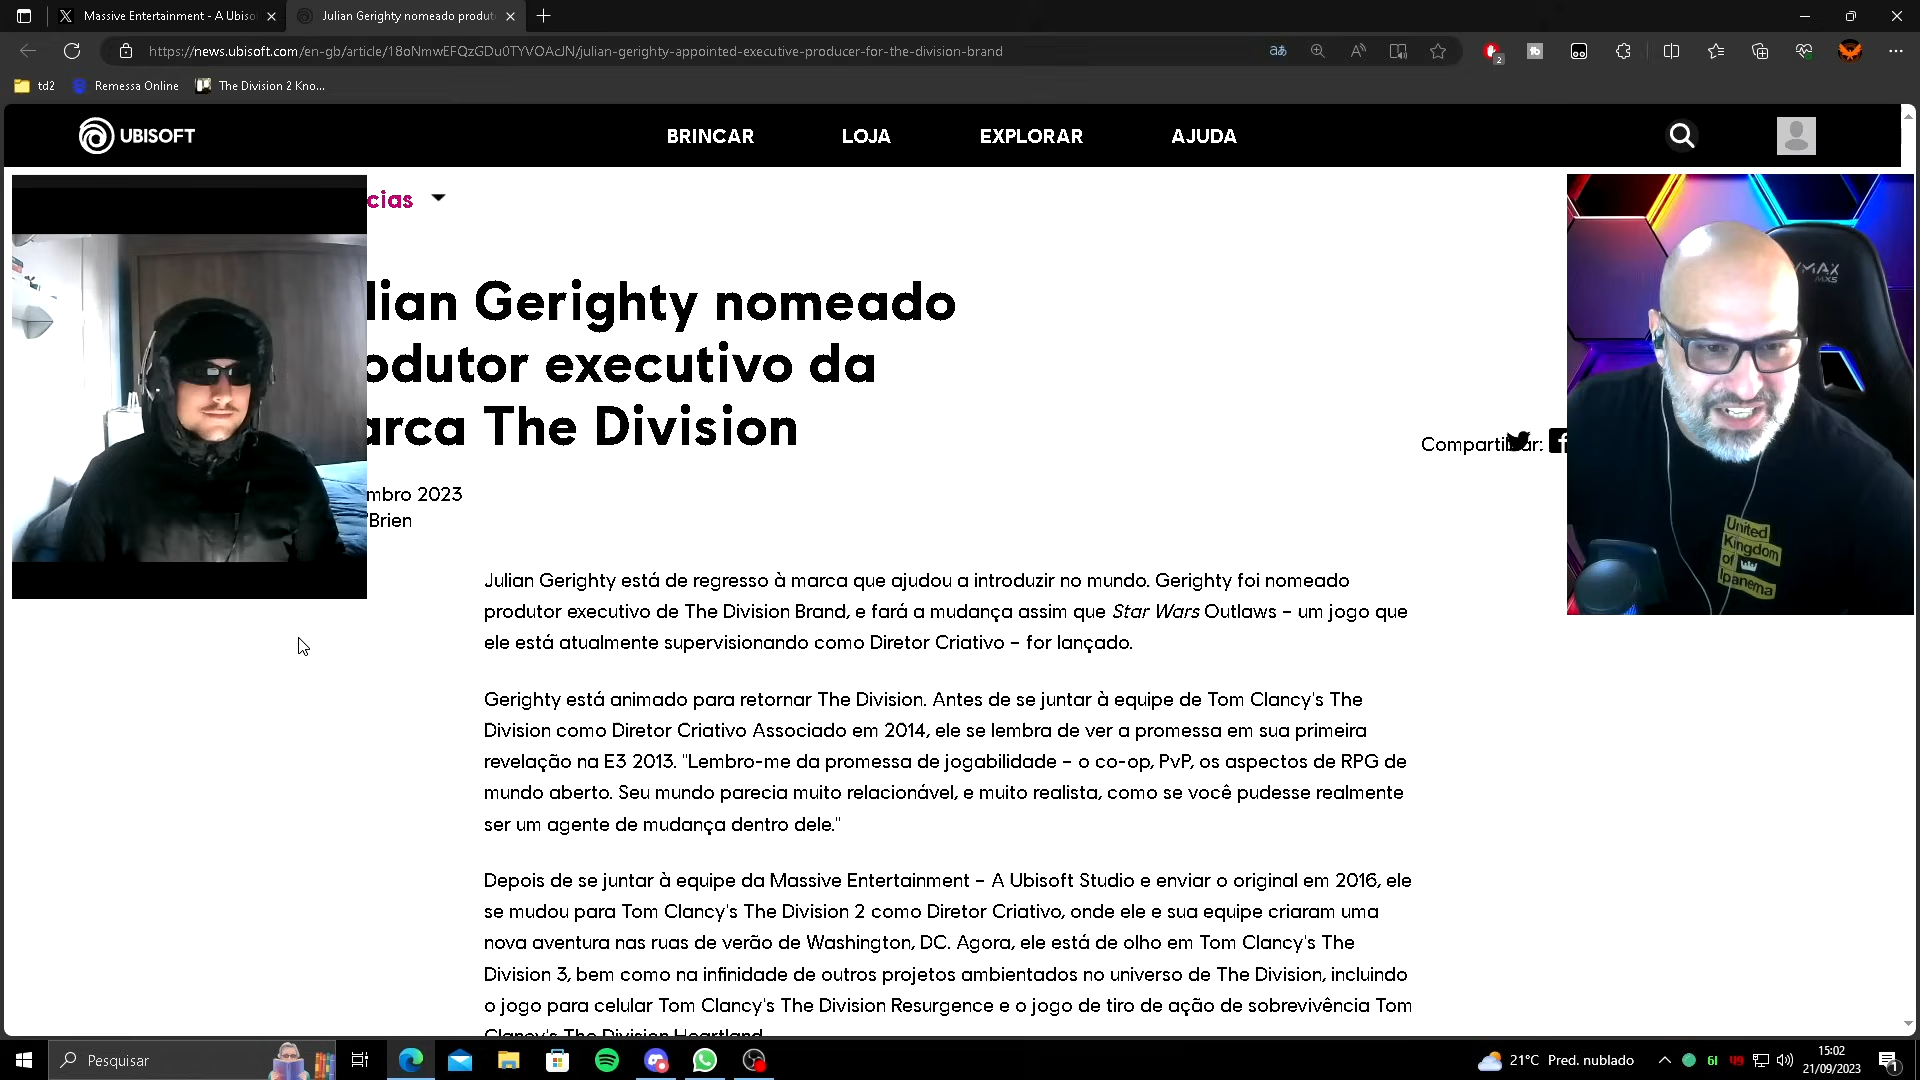 Massive Entertainment - A Ubiso
Julian Gerighty nomeado produt
https://news.ubisoft.com/en-gb/article/18oNmwEFQzGDu0TYVOAcJN/julian-gerighty-appointed-executive-producer-for-the-division-brand
td2
Remessa Online
The Division 2 Kno...
UBISOFT
BRINCAR
LOJA
EXPLORAR
AJUDA
cias
lian Gerighty nomeado
odutor executivo da
arca The Division
Compartilhar:
mbro 2023
'Brien
Julian Gerighty está de regresso à marca que ajudou a introduzir no mundo. Gerighty foi nomeado
produtor executivo de The Division Brand, e fará a mudança assim que Star Wars Outlaws – um jogo que
ele está atualmente supervisionando como Diretor Criativo – for lançado.
Gerighty está animado para retornar The Division. Antes de se juntar à equipe de Tom Clancy's The
Division como Diretor Criativo Associado em 2014, ele se lembra de ver a promessa em sua primeira
revelação na E3 2013. "Lembro-me da promessa de jogabilidade – o co-op, PvP, os aspectos de RPG de
mundo aberto. Seu mundo parecia muito relacionável, e muito realista, como se você pudesse realmente
ser um agente de mudança dentro dele."
Depois de se juntar à equipe da Massive Entertainment – A Ubisoft Studio e enviar o original em 2016, ele
se mudou para Tom Clancy's The Division 2 como Diretor Criativo, onde ele e sua equipe criaram uma
nova aventura nas ruas de verão de Washington, DC. Agora, ele está de olho em Tom Clancy's The
Division 3, bem como na infinidade de outros projetos ambientados no universo de The Division, incluindo
o jogo para celular Tom Clancy's The Division Resurgence e o jogo de tiro de ação de sobrevivência Tom
Clancy's The Division Heartland
MAX
MX5
United
Kingdom
of
Ipanema
Pesquisar
21°C Pred. nublado
61
49
15:02
21/09/2023
1